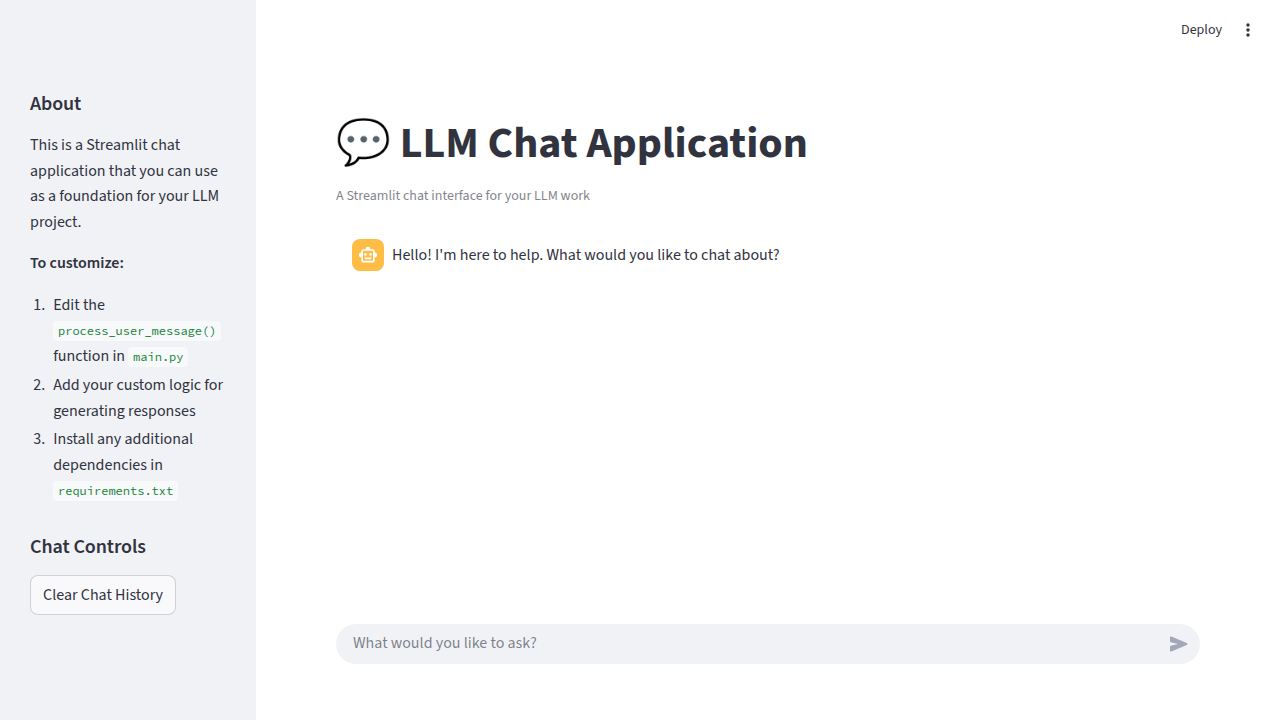 Deploy
About
This is a Streamlit chat
application that you can use
as a foundation for your LLM
project.
To customize:
1. Edit the
process_user_message()
function in main.py
2. Add your custom logic for
generating responses
3. Install any additional
dependencies in
requirements.txt
Chat Controls
Clear Chat History
LLM Chat Application
A Streamlit chat interface for your LLM work
Hello! I'm here to help. What would you like to chat about?
What would you like to ask?